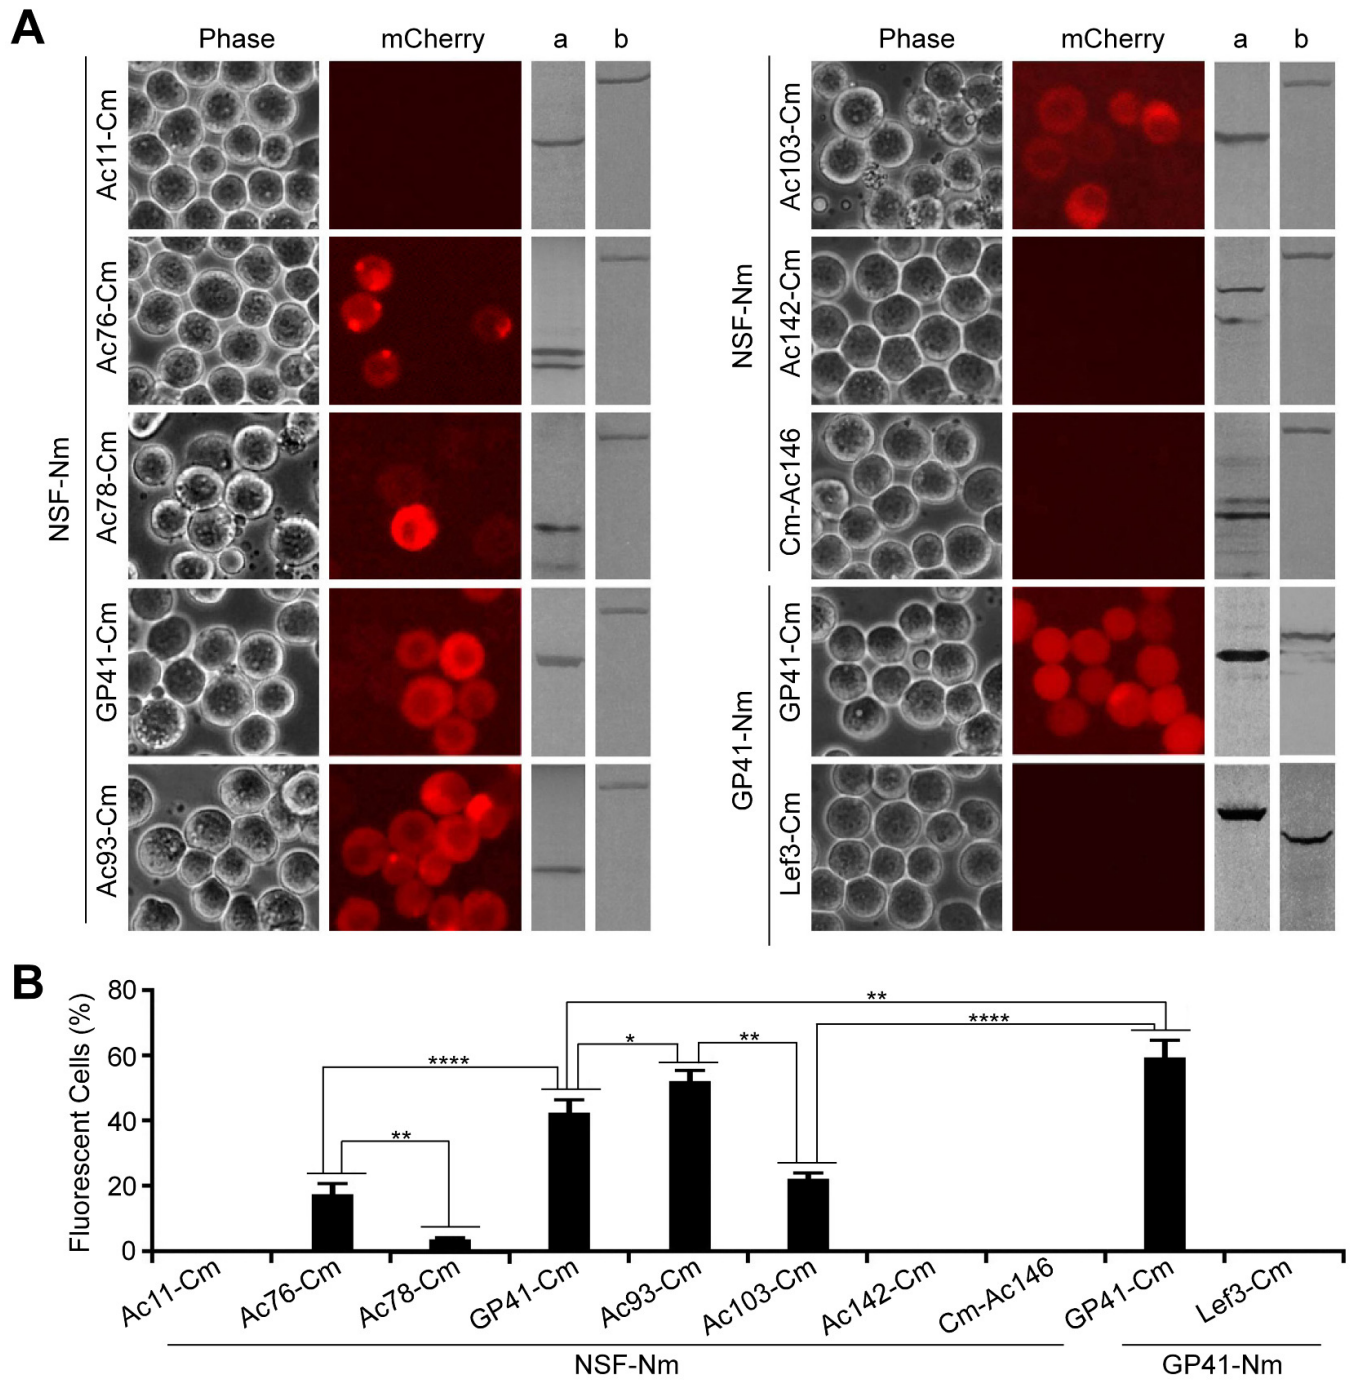 A
Phase mCherry a b
NSF-Nm
Ac11-Cm
Ac76-Cm
Ac78-Cm
GP41-Cm
Ac93-Cm
Phase mCherry a b
NSF-Nm
Ac103-Cm
Ac142-Cm
Cm-Ac146
GP41-Nm
GP41-Cm
Lef3-Cm
B
Fluorescent Cells (%)
80
60
40
20
0
**
****
* **
****
**
Ac11-Cm Ac76-Cm Ac78-Cm GP41-Cm Ac93-Cm Ac103-Cm Ac142-Cm Cm-Ac146 GP41-Cm Lef3-Cm
NSF-Nm GP41-Nm